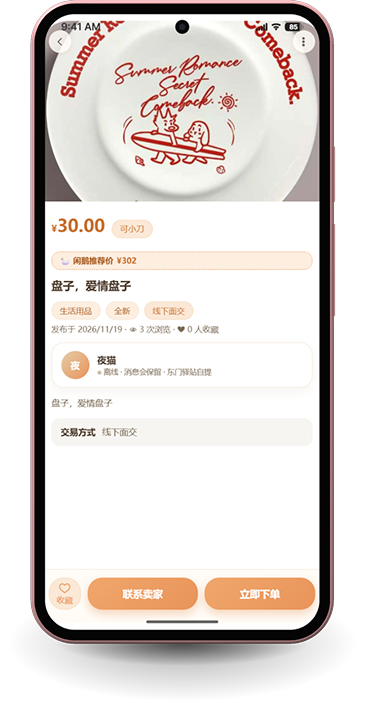 9:41 AM
85
Summer Ro
Comeback.
Summer Romance
Secret
Comeback.
¥30.00 可小刀
闲鹅推荐价 ¥302
盘子，爱情盘子
生活用品 全新 线下面交
发布于 2026/11/19 · 3 次浏览 · 0 人收藏
夜
夜猫
离线 · 消息会保留 · 东门驿站自提
盘子，爱情盘子
交易方式 线下面交
收藏
联系卖家
立即下单